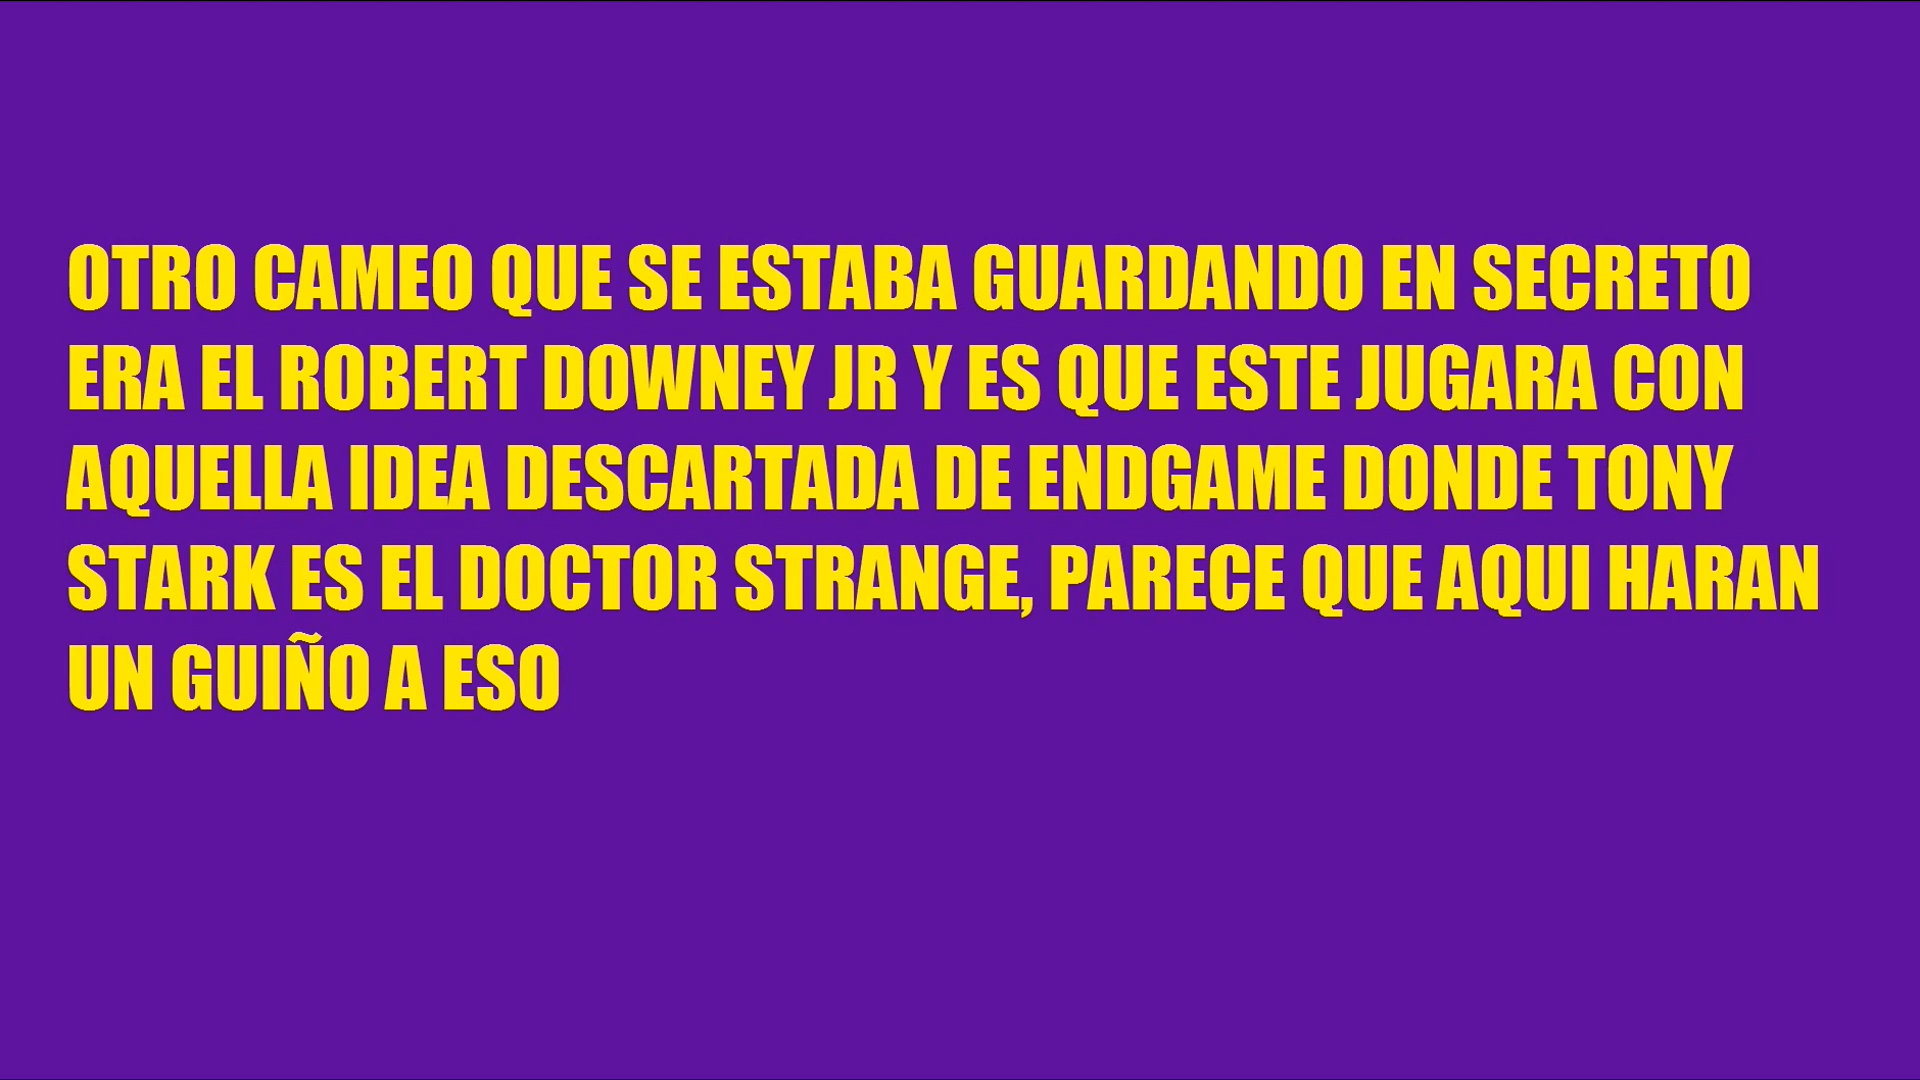 OTRO CAMEO QUE SE ESTABA GUARDANDO EN SECRETO
ERA EL ROBERT DOWNEY JR Y ES QUE ESTE JUGARA CON
AQUELLA IDEA DESCARTADA DE ENDGAME DONDE TONY
STARK ES EL DOCTOR STRANGE, PARECE QUE AQUI HARAN
UN GUIÑO A ESO